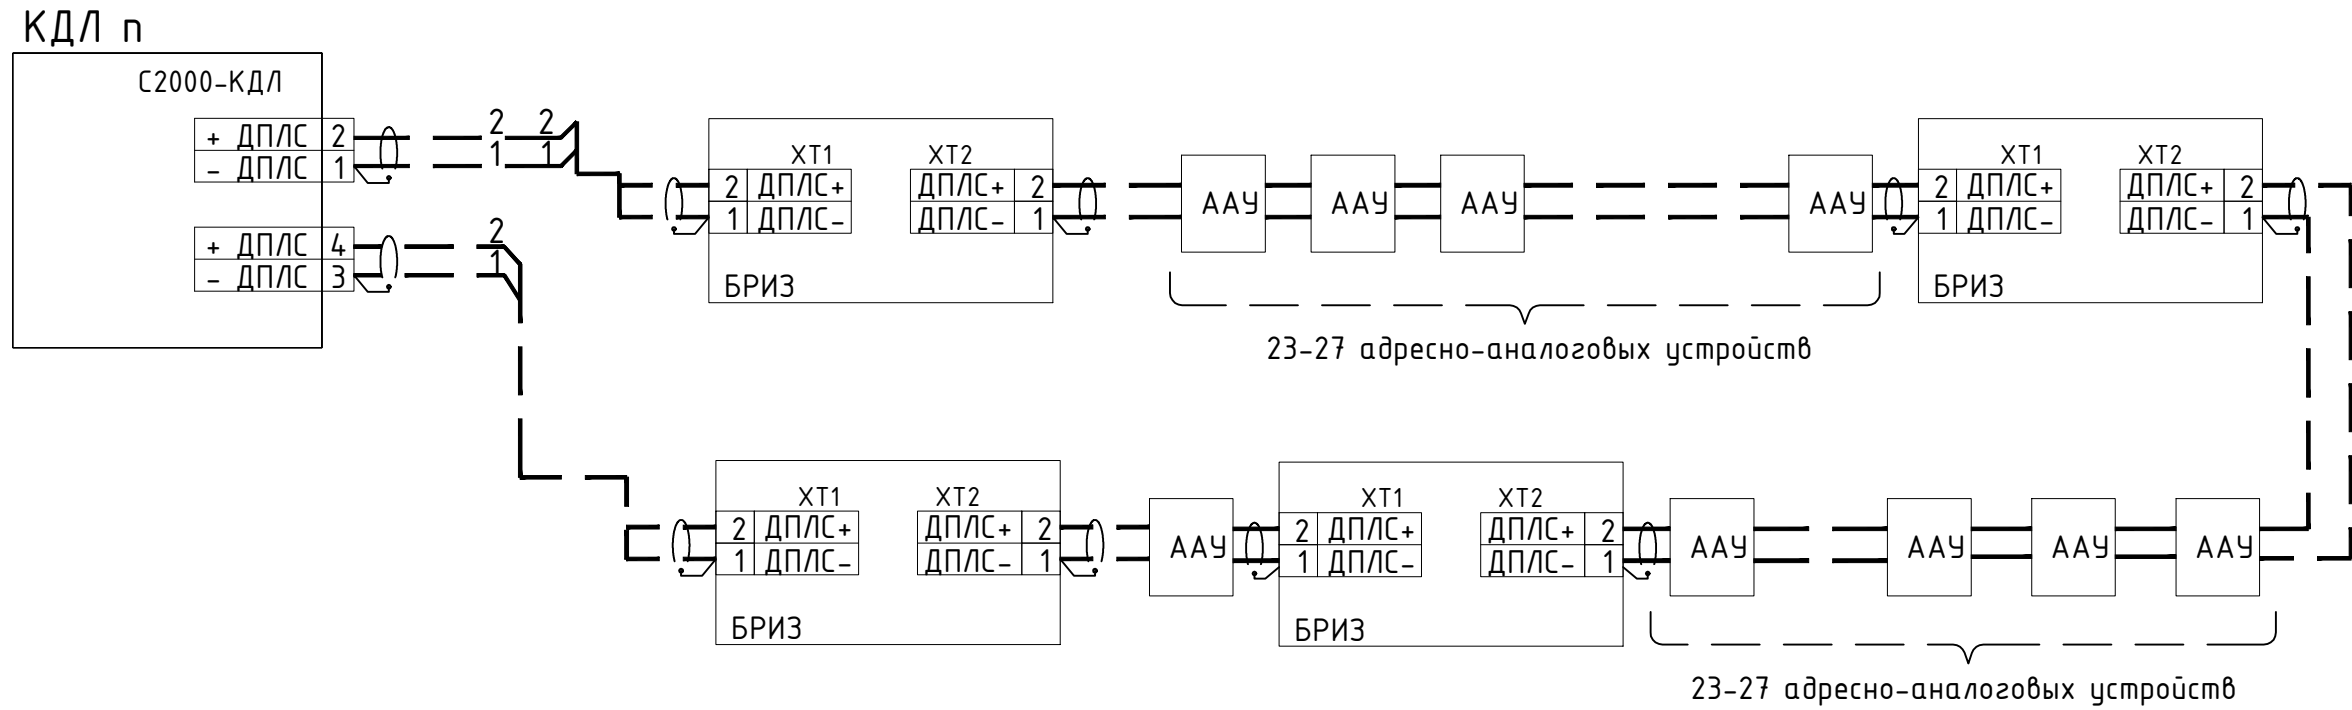 КДЛ n
С2000-КДЛ
+ ДПЛС 2
- ДПЛС 1
2 2
1 1
+ ДПЛС 4
- ДПЛС 3
2
1
ХТ1 ХТ2
2 ДПЛС+ ДПЛС+ 2
1 ДПЛС- ДПЛС- 1
БРИЗ
ААУ ААУ ААУ ААУ
23-27 адресно-аналоговых устройств
ХТ1 ХТ2
2 ДПЛС+ ДПЛС+ 2
1 ДПЛС- ДПЛС- 1
БРИЗ
ХТ1 ХТ2
2 ДПЛС+ ДПЛС+ 2
1 ДПЛС- ДПЛС- 1
БРИЗ
ААУ
ХТ1 ХТ2
2 ДПЛС+ ДПЛС+ 2
1 ДПЛС- ДПЛС- 1
БРИЗ
ААУ ААУ ААУ ААУ
23-27 адресно-аналоговых устройств